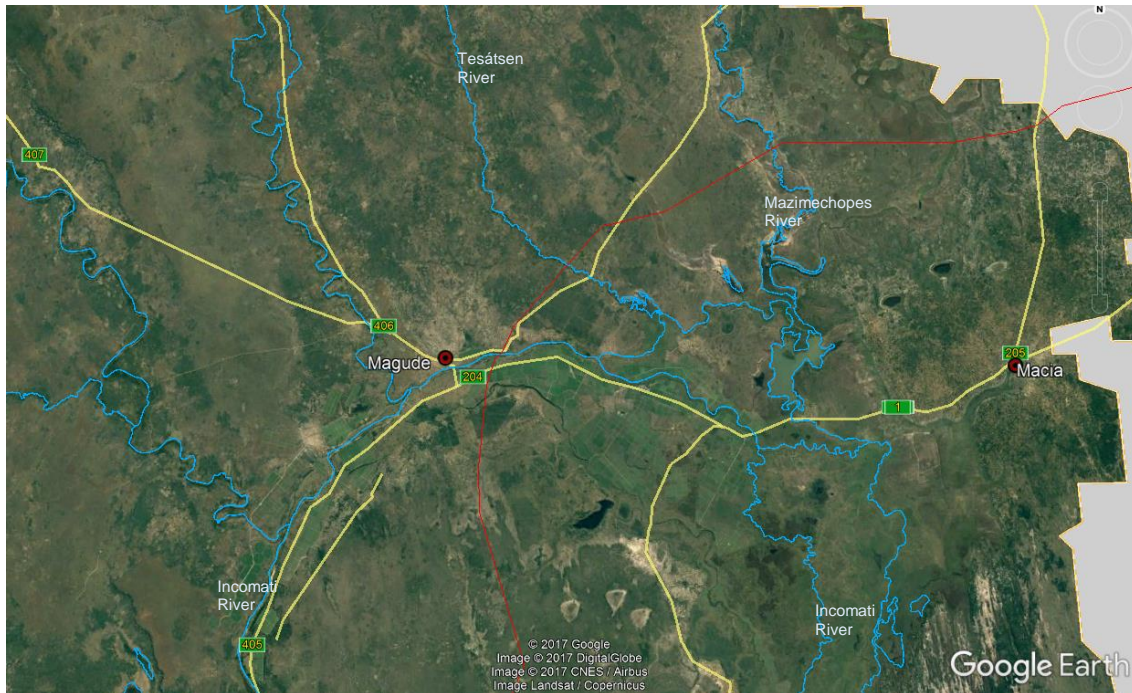 N
Tesátsen
River
407
Mazimechopes
River
406
Magude
204
205
Macia
1
Incomati
River
Incomati
River
405
© 2017 Google
Image © 2017 DigitalGlobe
Image © 2017 CNES / Airbus
Image Landsat / Copernicus
Google Earth